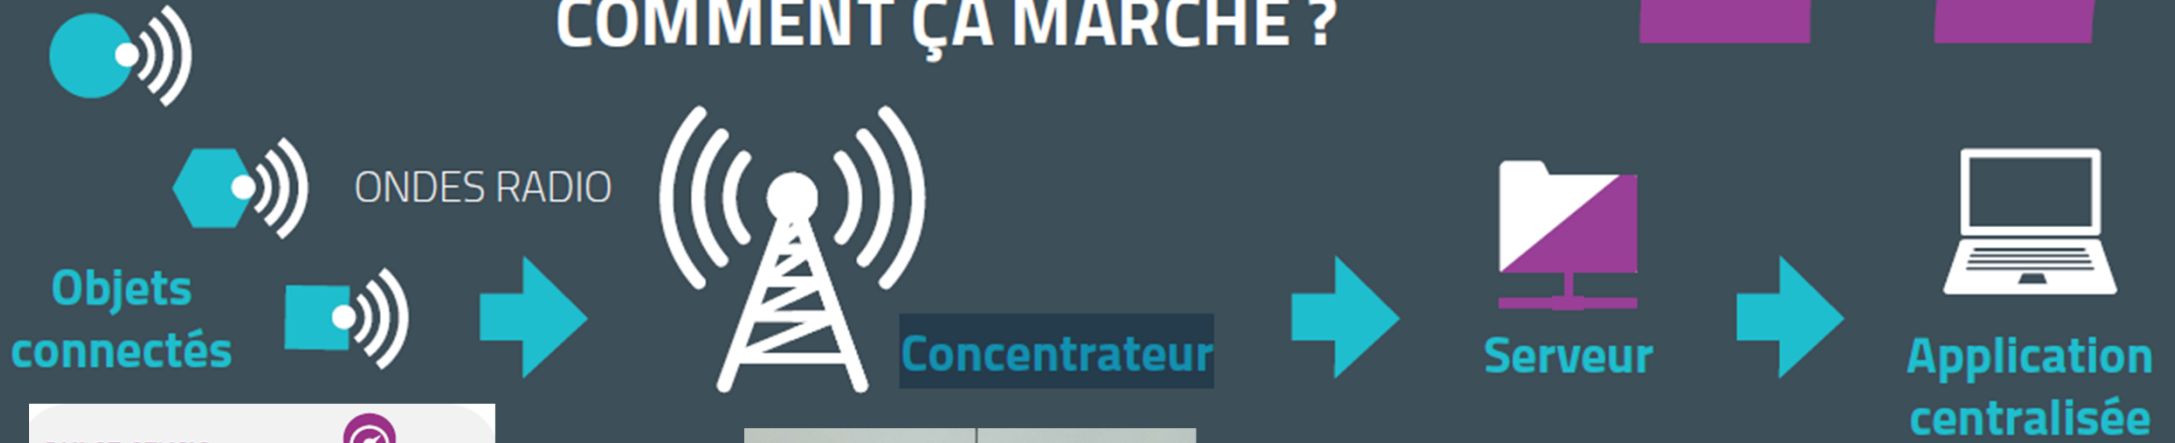 COMMENT ÇA MARCHE ?
ONDES RADIO
Objets
connectés
Concentrateur
Serveur
Application
centralisée